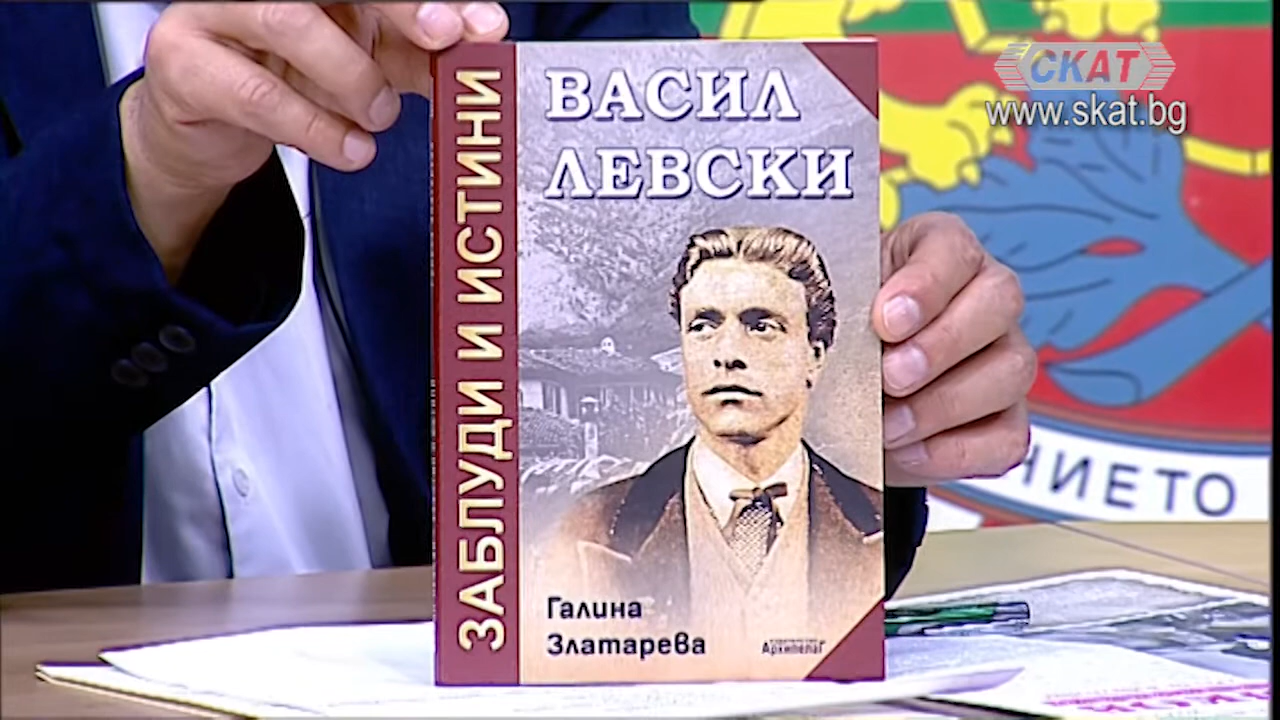 СКАТ
www.skat.bg
ЗАБЛУДИ И ИСТИНИ
ВАСИЛ
ЛЕВСКИ
Галина
Златарева
Архипелаг
НИЕТО